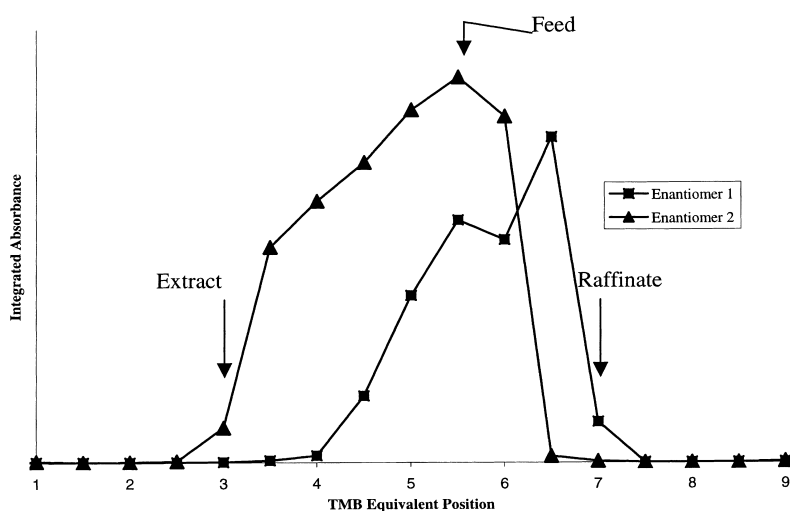 Feed
Integrated Absorbance
Enantiomer 1
Enantiomer 2
Extract
Raffinate
1 2 3 4 5 6 7 8 9
TMB Equivalent Position